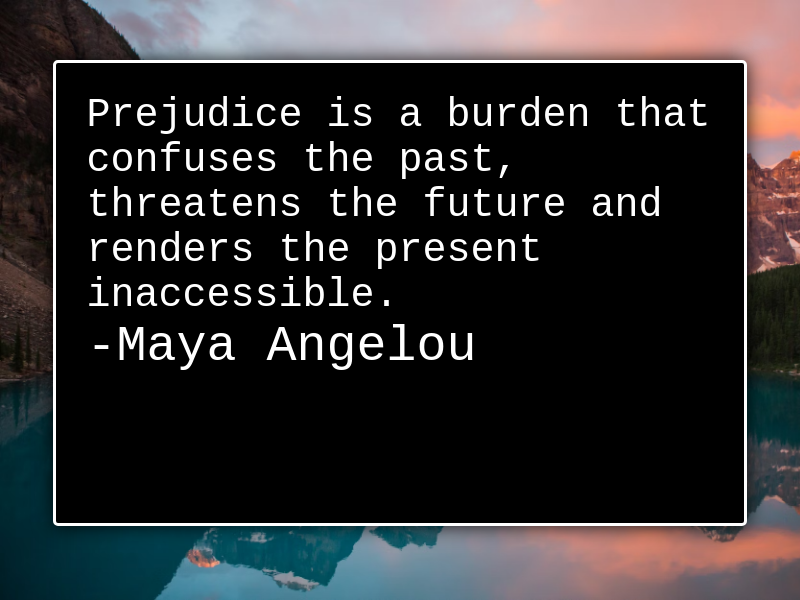 Prejudice is a burden that
confuses the past,
threatens the future and
renders the present
inaccessible.
-Maya Angelou